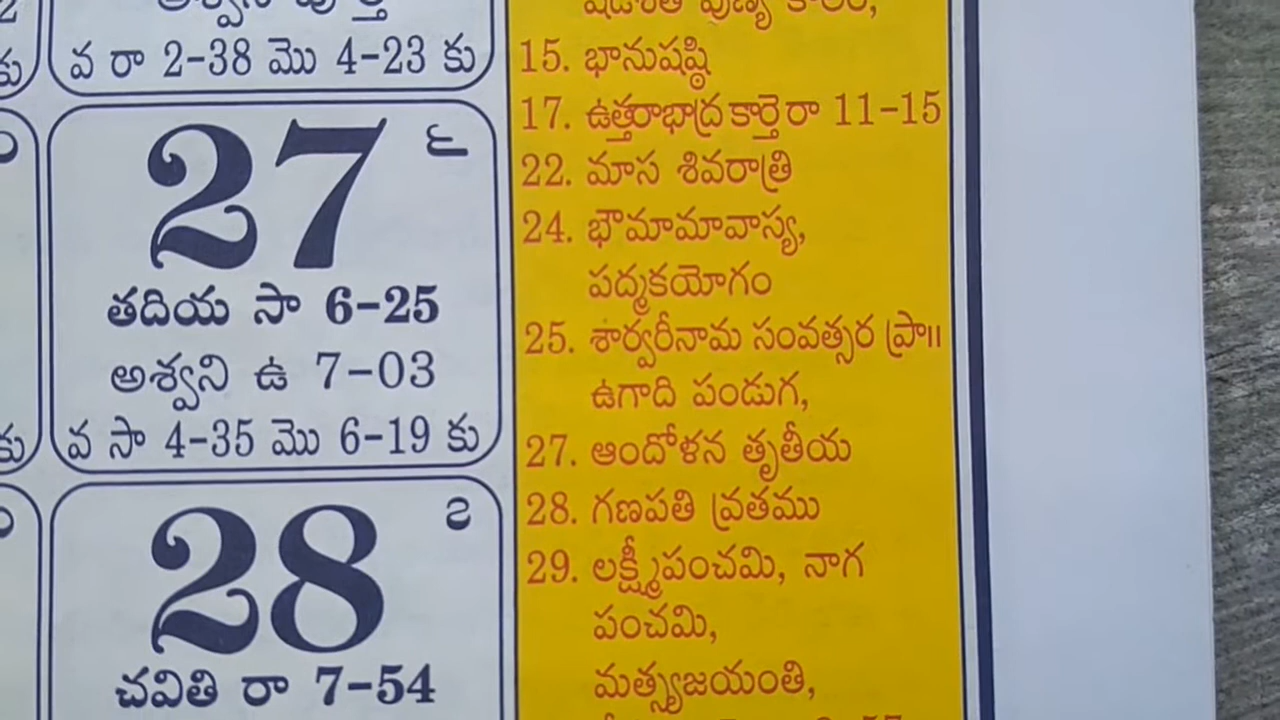 వ రా 2-38 మొ 4-23 కు
27 ౬
తదియ సా 6-25
అశ్వని ఉ 7-03
వ సా 4-35 మొ 6-19 కు
28 ౭
చవితి రా 7-54
15. భానుషష్ఠి
17. ఉత్తరాభాద్ర కార్తె రా 11-15
22. మాస శివరాత్రి
24. భౌమామావాస్య,
పద్మకయోగం
25. శార్వరీనామ సంవత్సర ప్రా॥
ఉగాది పండుగ,
27. ఆందోళన తృతీయ
28. గణపతి వ్రతము
29. లక్ష్మీపంచమి, నాగ
పంచమి,
మత్స్యజయంతి,